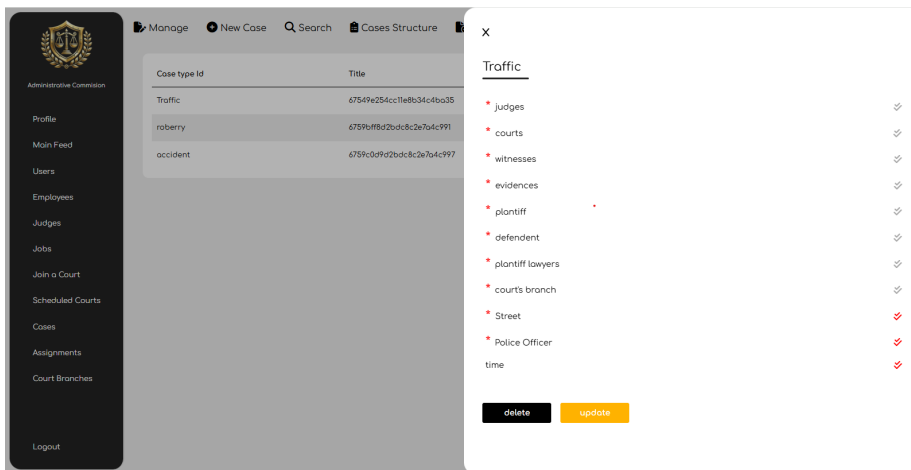 Administrative Commision
Profile
Main Feed
Users
Employees
Judges
Jobs
Join a Court
Scheduled Courts
Cases
Assignments
Court Branches
Logout
Manage New Case Search Cases Structure
Case type Id Title
Traffic 67549e254cc11e8b34c4ba35
roberry 6759bff8d2bdc8c2e7a4c991
accident 6759c0d9d2bdc8c2e7a4c997
X
Traffic
* judges
* courts
* witnesses
* evidences
* plantiff
* defendent
* plantiff lawyers
* court's branch
* Street
* Police Officer
time
delete update